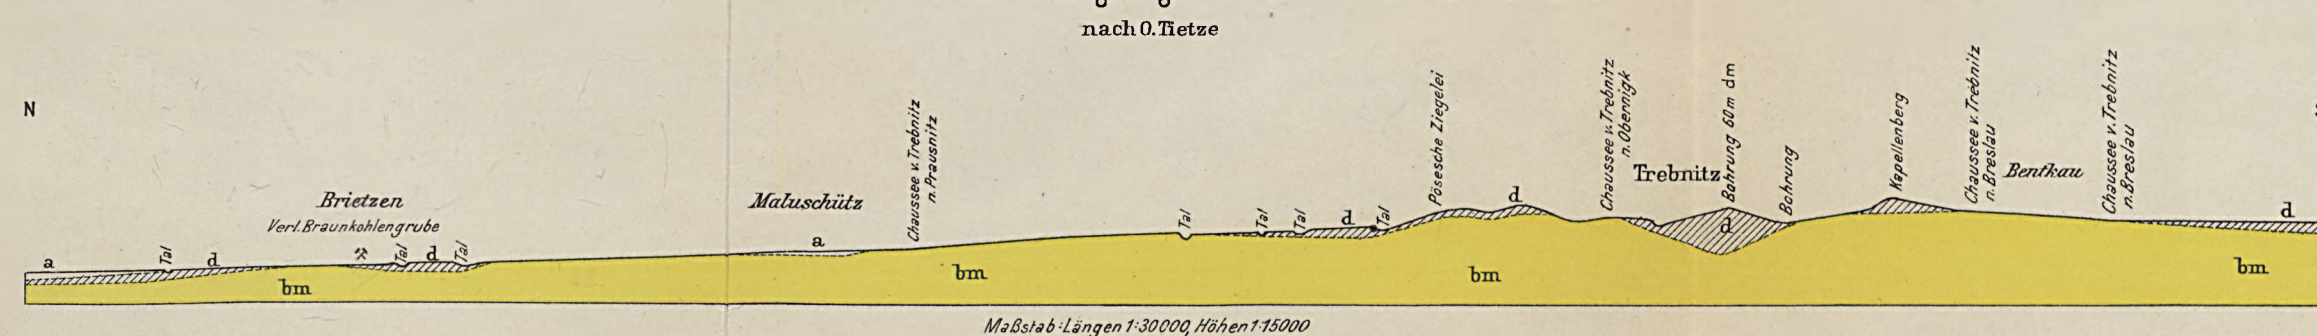 nach O. Tietze
N
Brietzen
Verl. Braunkohlengrube
a
Tal
d
Tal
d
Tal
bm
Maluschütz
a
Chaussee v. Trebnitz
n. Prausnitz
bm
Tal
Tal
Tal
d
Tal
Pösesche Ziegelei
d
bm
Chaussee v. Trebnitz
n. Obernigk
Trebnitz
Bohrung 60m dm
d
Bohrung
Kapellenberg
Chaussee v. Trebnitz
n. Breslau
Bentkau
Chaussee v. Trebnitz
n. Breslau
d
bm
Maßstab: Längen 1:30000, Höhen 1:15000